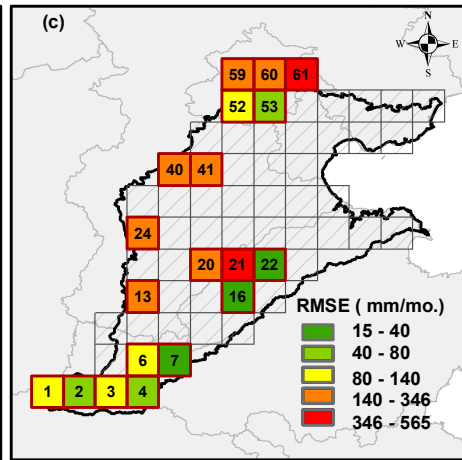 (c)
N
W E
S
59 60 61
52 53
40 41
24
20 21 22
13 16
RMSE ( mm/mo.)
15 - 40
6 7
40 - 80
80 - 140
1 2 3 4
140 - 346
346 - 565